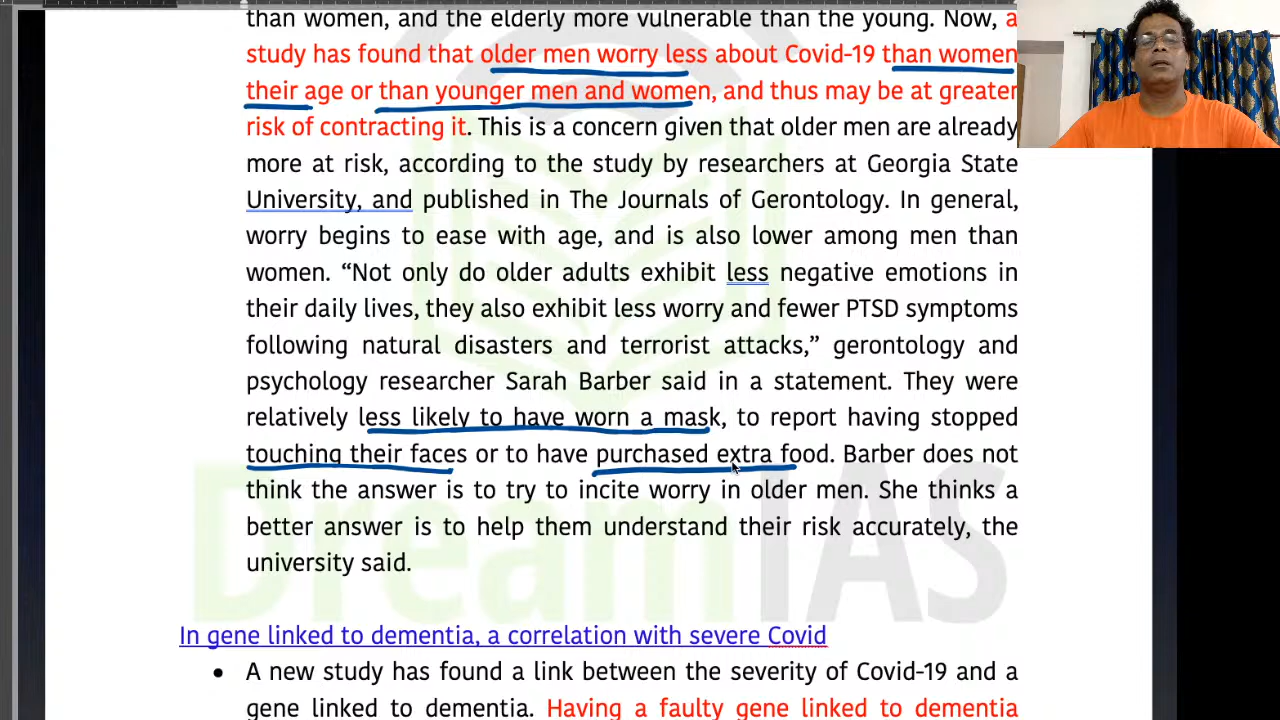 than women, and the elderly more vulnerable than the young. Now, a
study has found that older men worry less about Covid-19 than women
their age or than younger men and women, and thus may be at greater
risk of contracting it. This is a concern given that older men are already
more at risk, according to the study by researchers at Georgia State
University, and published in The Journals of Gerontology. In general,
worry begins to ease with age, and is also lower among men than
women. “Not only do older adults exhibit less negative emotions in
their daily lives, they also exhibit less worry and fewer PTSD symptoms
following natural disasters and terrorist attacks,” gerontology and
psychology researcher Sarah Barber said in a statement. They were
relatively less likely to have worn a mask, to report having stopped
touching their faces or to have purchased extra food. Barber does not
think the answer is to try to incite worry in older men. She thinks a
better answer is to help them understand their risk accurately, the
university said.
DreamIAS
In gene linked to dementia, a correlation with severe Covid
• A new study has found a link between the severity of Covid-19 and a
gene linked to dementia. Having a faulty gene linked to dementia